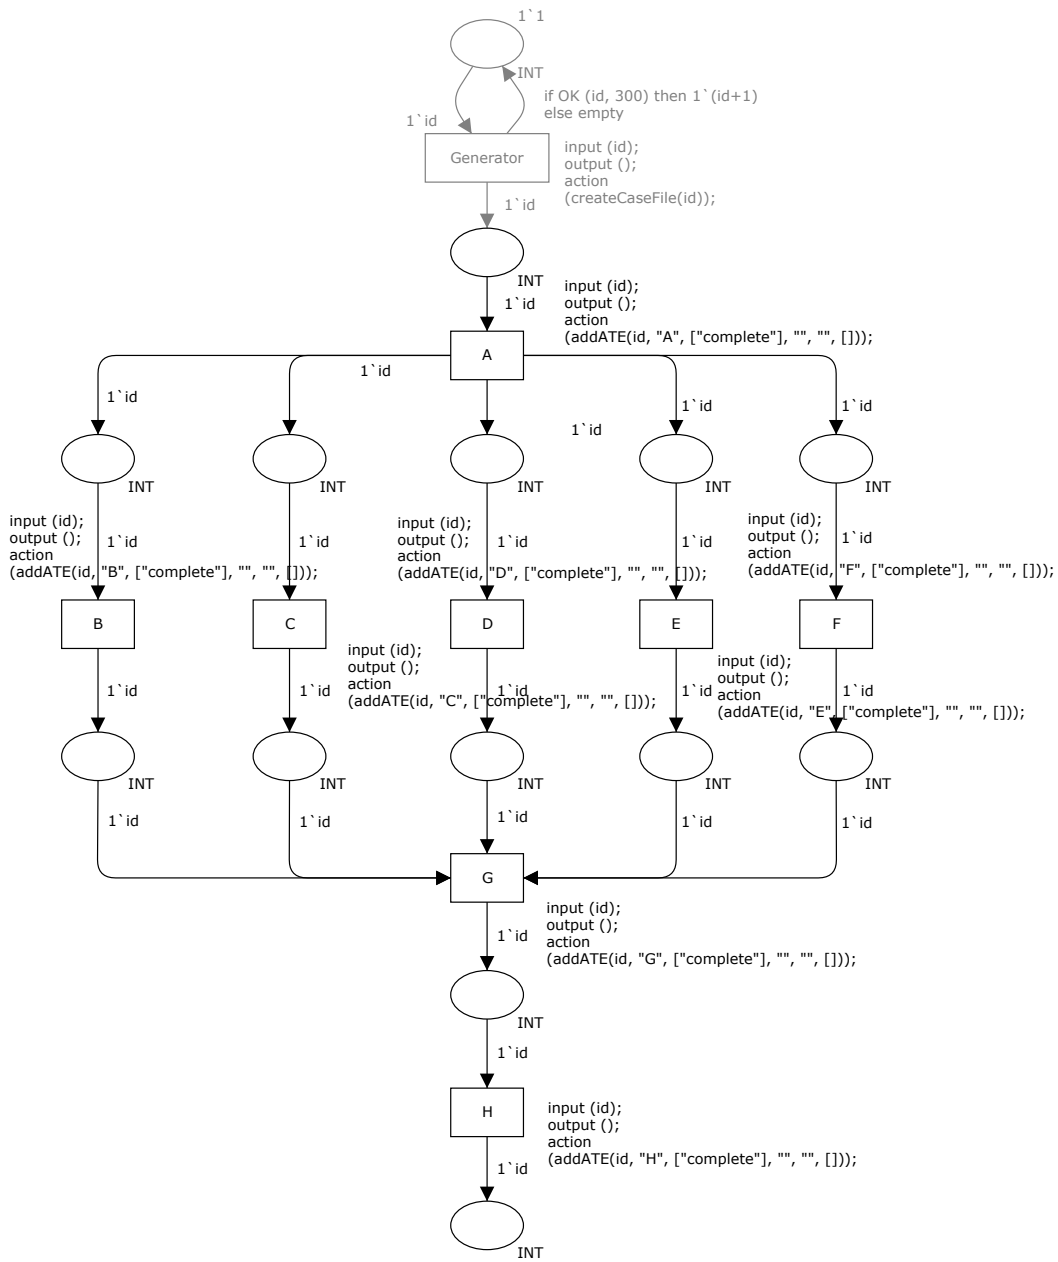 1`1
INT
if OK (id, 300) then 1`(id+1)
else empty
1`id
Generator
input (id);
output ();
action
(createCaseFile(id));
1`id
INT
1`id
input (id);
output ();
action
(addATE(id, "A", ["complete"], "", "", []));
A
1`id
1`id
1`id
1`id
1`id
INT
INT
INT
INT
INT
input (id);
output ();
action
(addATE(id, "B", ["complete"], "", "", []));
1`id
1`id
input (id);
output ();
action
(addATE(id, "D", ["complete"], "", "", []));
1`id
1`id
input (id);
output ();
action
(addATE(id, "F", ["complete"], "", "", []));
1`id
B
C
D
E
F
input (id);
output ();
action
(addATE(id, "C", ["complete"], "", "", []));
input (id);
output ();
action
(addATE(id, "E", ["complete"], "", "", []));
1`id
1`id
1`id
1`id
1`id
INT
INT
INT
INT
INT
1`id
1`id
1`id
1`id
1`id
G
input (id);
output ();
action
(addATE(id, "G", ["complete"], "", "", []));
1`id
INT
1`id
H
input (id);
output ();
action
(addATE(id, "H", ["complete"], "", "", []));
1`id
INT